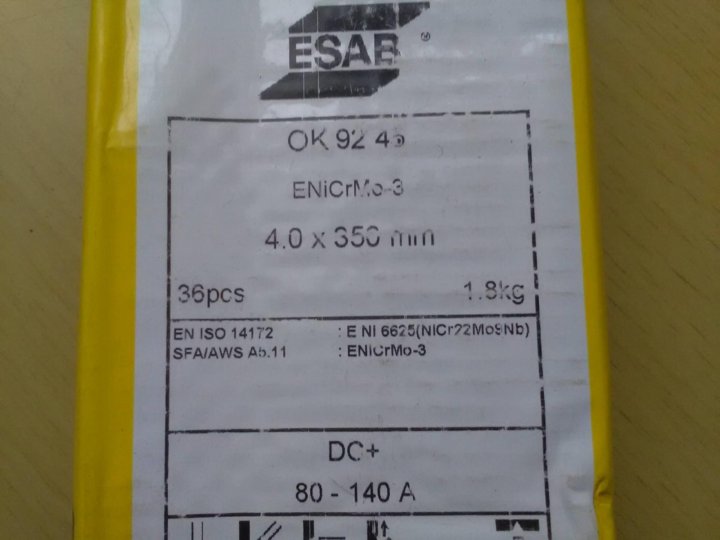 ESAB ®
OK 92 45
ENiCrMo-3
4.0 x 350 mm
36pcs 1.8kg
EN ISO 14172 : E NI 6625(NiCr22Mo9Nb)
SFA/AWS A5.11 : ENiCrMo-3
DC+
80 - 140 A